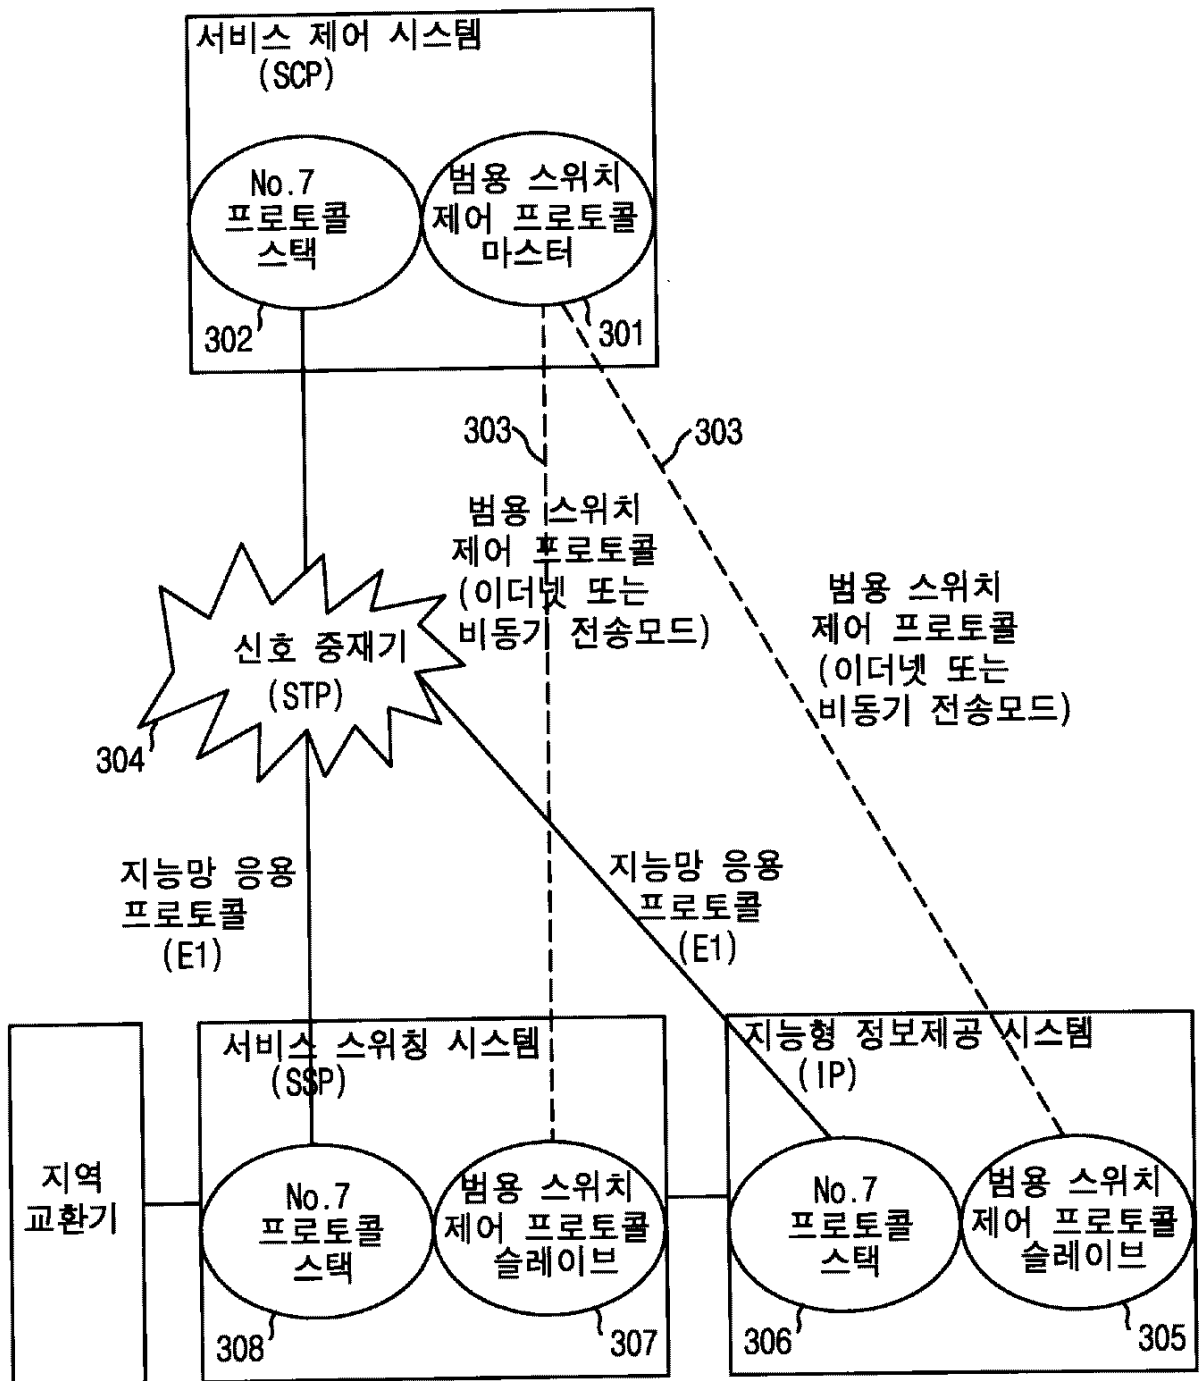 서비스 제어 시스템
(SCP)
No.7
프로토콜
스택
범용 스위치
제어 프로토콜
마스터
302
301
303
303
범용 스위치
제어 프로토콜
(이더넷 또는
비동기 전송모드)
범용 스위치
제어 프로토콜
(이더넷 또는
비동기 전송모드)
신호 중재기
(STP)
304
지능망 응용
프로토콜
(E1)
지능망 응용
프로토콜
(E1)
지역
교환기
서비스 스위칭 시스템
(SSP)
No.7
프로토콜
스택
범용 스위치
제어 프로토콜
슬레이브
308
307
지능형 정보제공 시스템
(IP)
No.7
프로토콜
스택
범용 스위치
제어 프로토콜
슬레이브
306
305